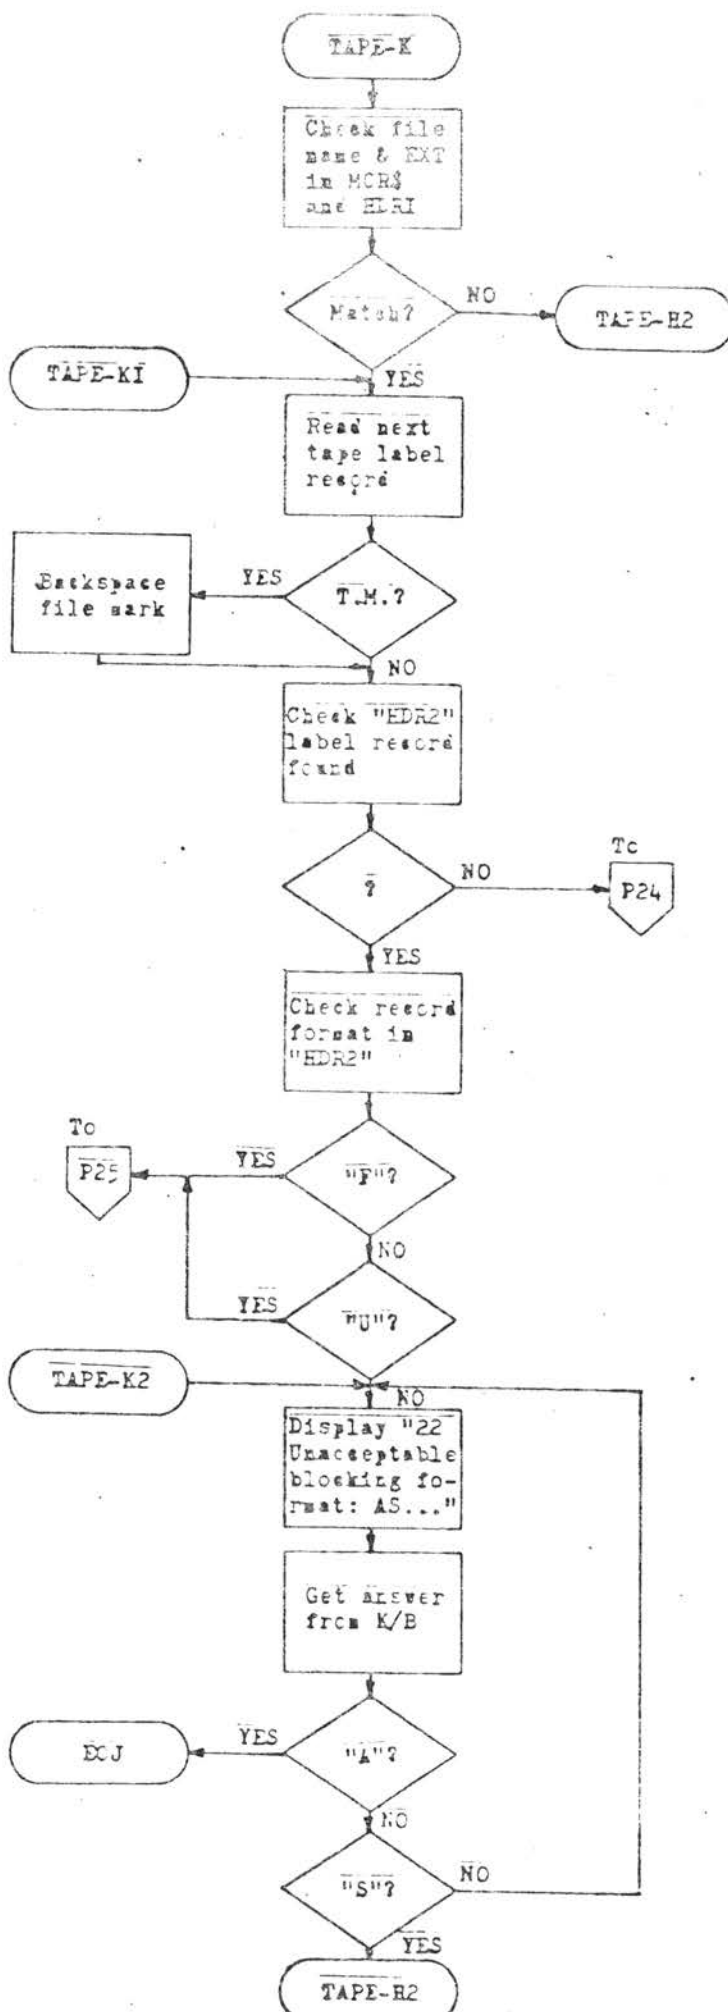 TAPE-K
Check file
name & EXT
in MCR$
and HDR1
Match?
NO
TAPE-H2
TAPE-K1
YES
Read next
tape label
record
T.M.?
YES
Backspace
file mark
NO
Check "HDR2"
label record
found
?
NO
To
P24
YES
Check record
format in
"HDR2"
"F"?
YES
To
P25
NO
"U"?
YES
TAPE-K2
NO
Display "22
Unacceptable
blocking fo-
rmat: AS..."
Get answer
from K/B
"A"?
YES
EOJ
NO
"S"?
NO
YES
TAPE-H2